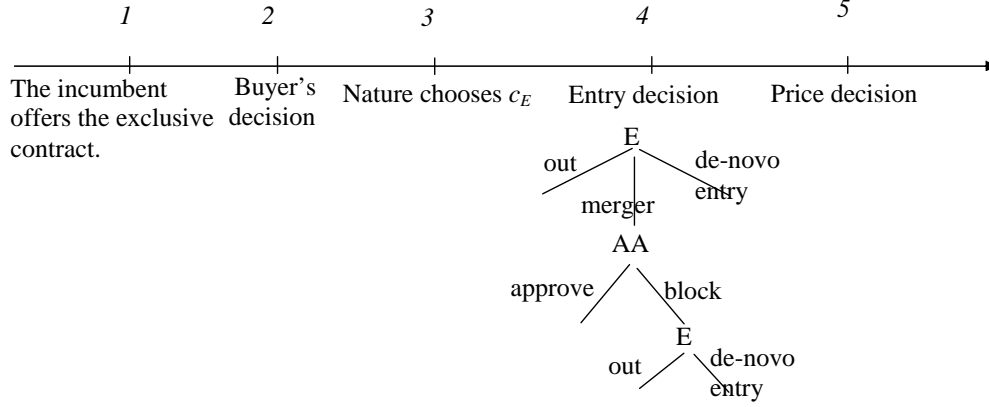 1 2 3 4 5
The incumbent
offers the exclusive
contract.
Buyer’s
decision
Nature chooses cE
Entry decision
Price decision
E
out
de-novo
entry
merger
AA
approve
block
E
out
de-novo
entry